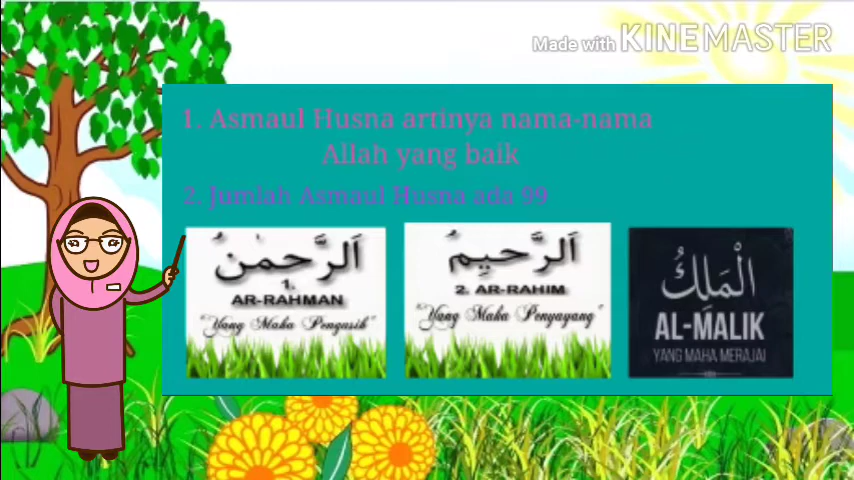 Made with KINEMASTER
1. Asmaul Husna artinya nama-nama
Allah yang baik
2. Jumlah Asmaul Husna ada 99
اَلرَّحْمٰنُ
1.
AR-RAHMAN
"Yang Maha Pengasih"
اَلرَّحِيْمُ
2. AR-RAHIM
"Yang Maha Penyayang"
الْمَلِكُ
AL-MALIK
YANG MAHA MERAJAI